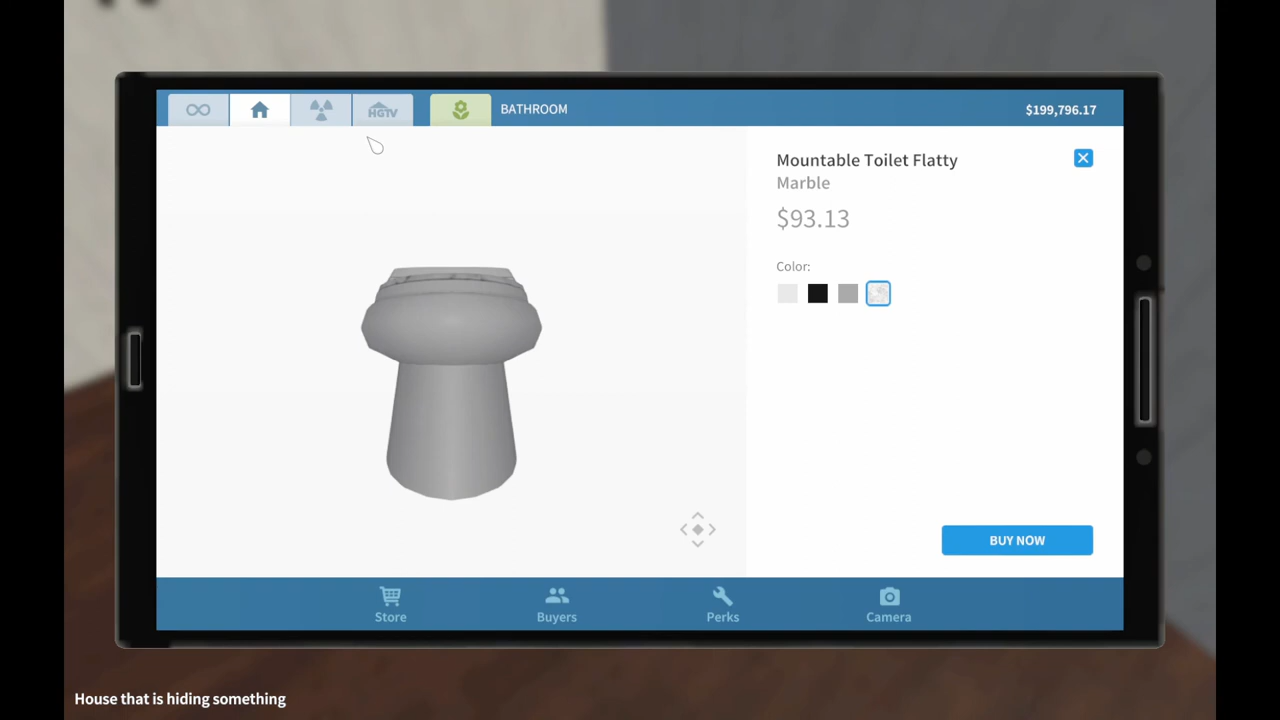 HGTV
BATHROOM
$199,796.17
Mountable Toilet Flatty
Marble
$93.13
Color:
BUY NOW
Store
Buyers
Perks
Camera
House that is hiding something